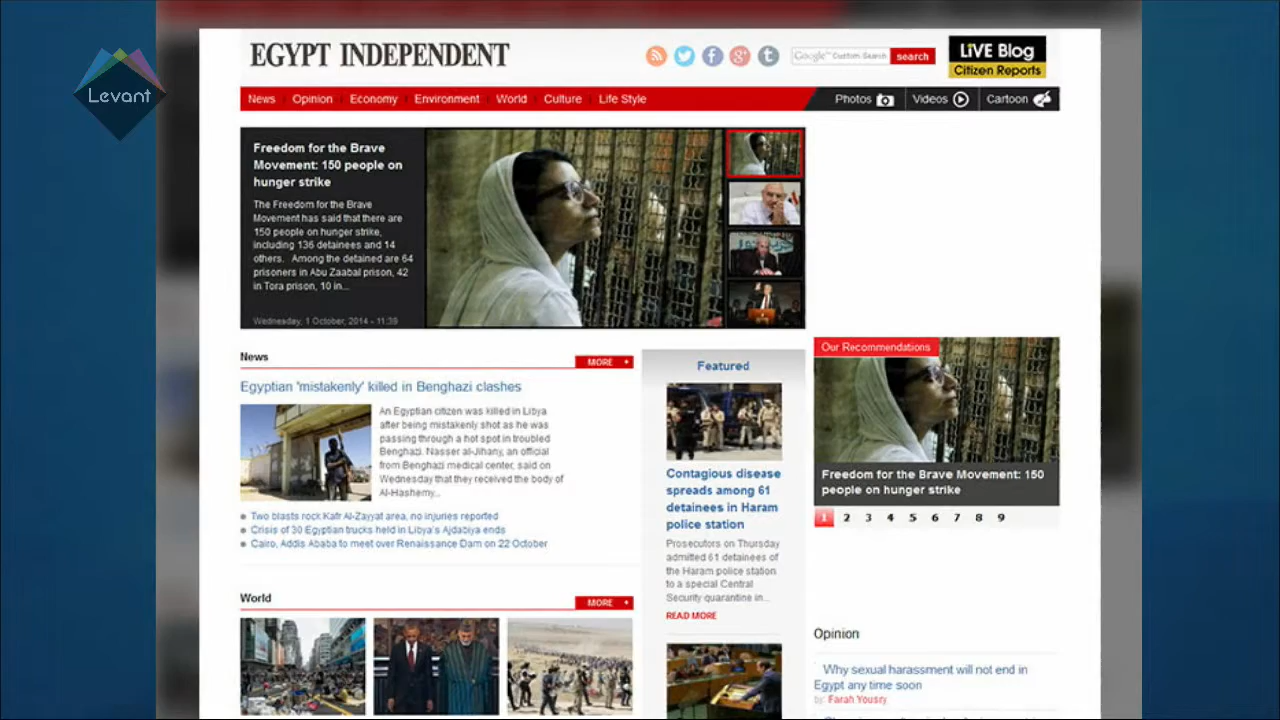 Levant
EGYPT INDEPENDENT
Google™ Custom Search
search
LiVE Blog
Citizen Reports
News
Opinion
Economy
Environment
World
Culture
Life Style
Photos
Videos
Cartoon
Freedom for the Brave
Movement: 150 people on
hunger strike
The Freedom for the Brave
Movement has said that there are
150 people on hunger strike,
including 136 detainees and 14
others. Among the detained are 64
prisoners in Abu Zaabal prison, 42
in Tora prison, 10 in...
Wednesday, 1 October, 2014 - 11:39
News
MORE
Egyptian 'mistakenly' killed in Benghazi clashes
An Egyptian citizen was killed in Libya
after being mistakenly shot as he was
passing through a hot spot in troubled
Benghazi. Nasser al-Jihany, an official
from Benghazi medical center, said on
Wednesday that they received the body of
Al-Hashemy...
Two blasts rock Kafr Al-Zayyat area, no injuries reported
Crisis of 30 Egyptian trucks held in Libya's Ajdabiya ends
Cairo, Addis Ababa to meet over Renaissance Dam on 22 October
World
MORE
Featured
Contagious disease
spreads among 61
detainees in Haram
police station
Prosecutors on Thursday
admitted 61 detainees of
the Haram police station
to a special Central
Security quarantine in...
READ MORE
Our Recommendations
Freedom for the Brave Movement: 150
people on hunger strike
1 2 3 4 5 6 7 8 9
Opinion
Why sexual harassment will not end in
Egypt any time soon
by: Farah Yousry